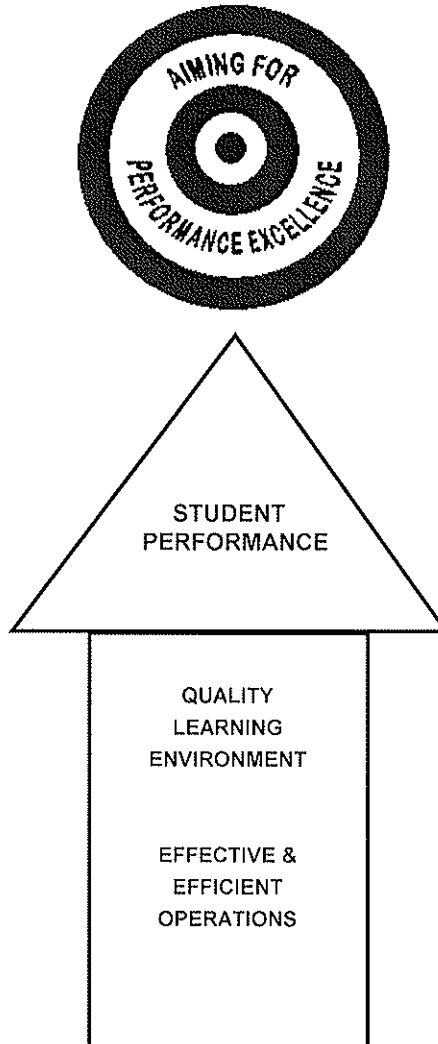 AIMING FOR
PERFORMANCE EXCELLENCE
STUDENT
PERFORMANCE
QUALITY
LEARNING
ENVIRONMENT
EFFECTIVE &
EFFICIENT
OPERATIONS